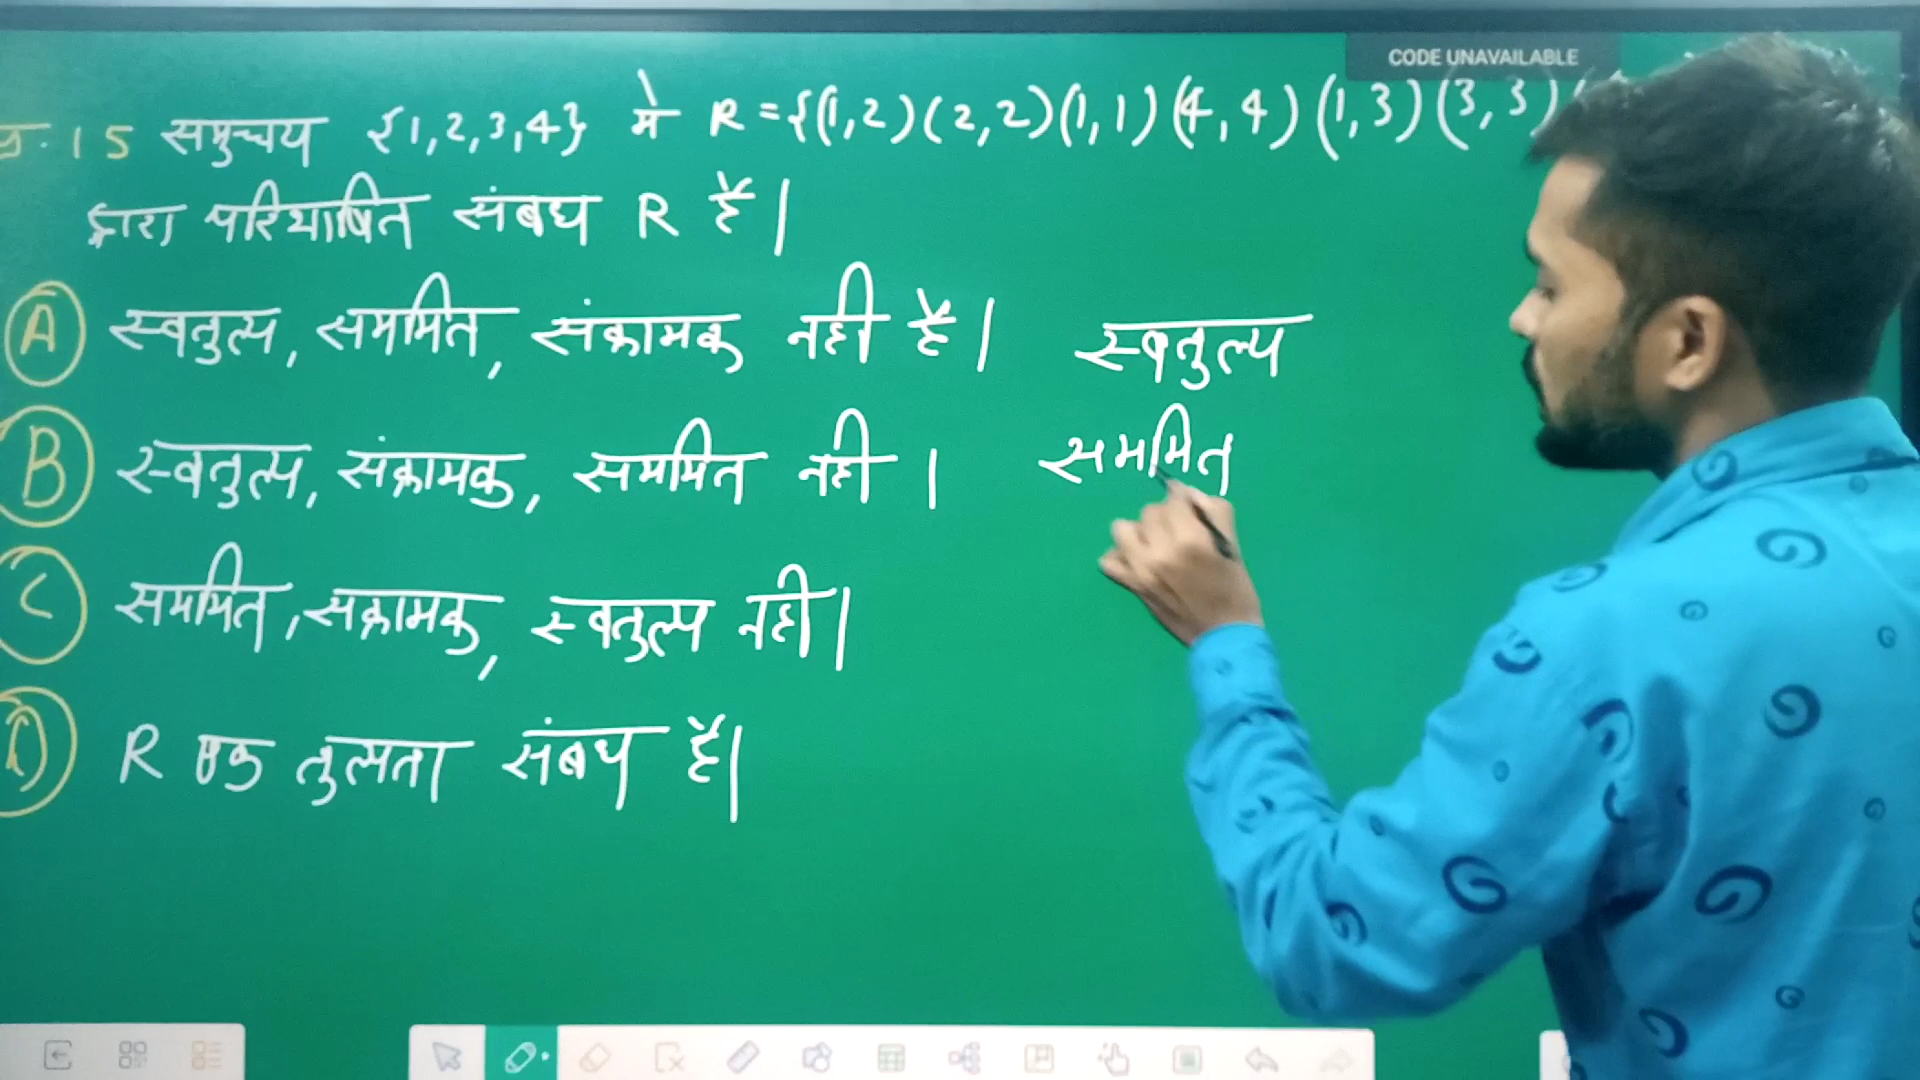 CODE UNAVAILABLE
प्र.15 समुच्चय {1,2,3,4} में R={(1,2)(2,2)(1,1)(4,4)(1,3)(3,3)(
द्वारा परिभाषित संबंध R है।
A स्वतुल्य, सममित, संक्रामक नहीं है। स्वतुल्य
B स्वतुल्य, संक्रामक, सममित नही। सममित
C सममित, सक्रामक, स्वतुल्य नही।
D R एक तुल्यता संबध है।